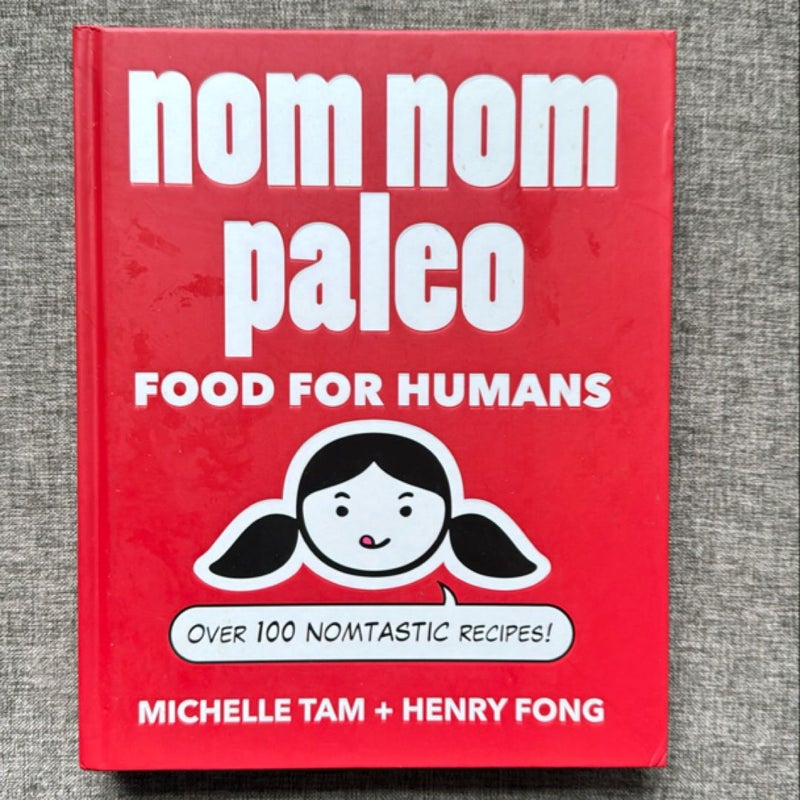 nom nom
paleo
FOOD FOR HUMANS
OVER 100 NOMTASTIC RECIPES!
MICHELLE TAM + HENRY FONG